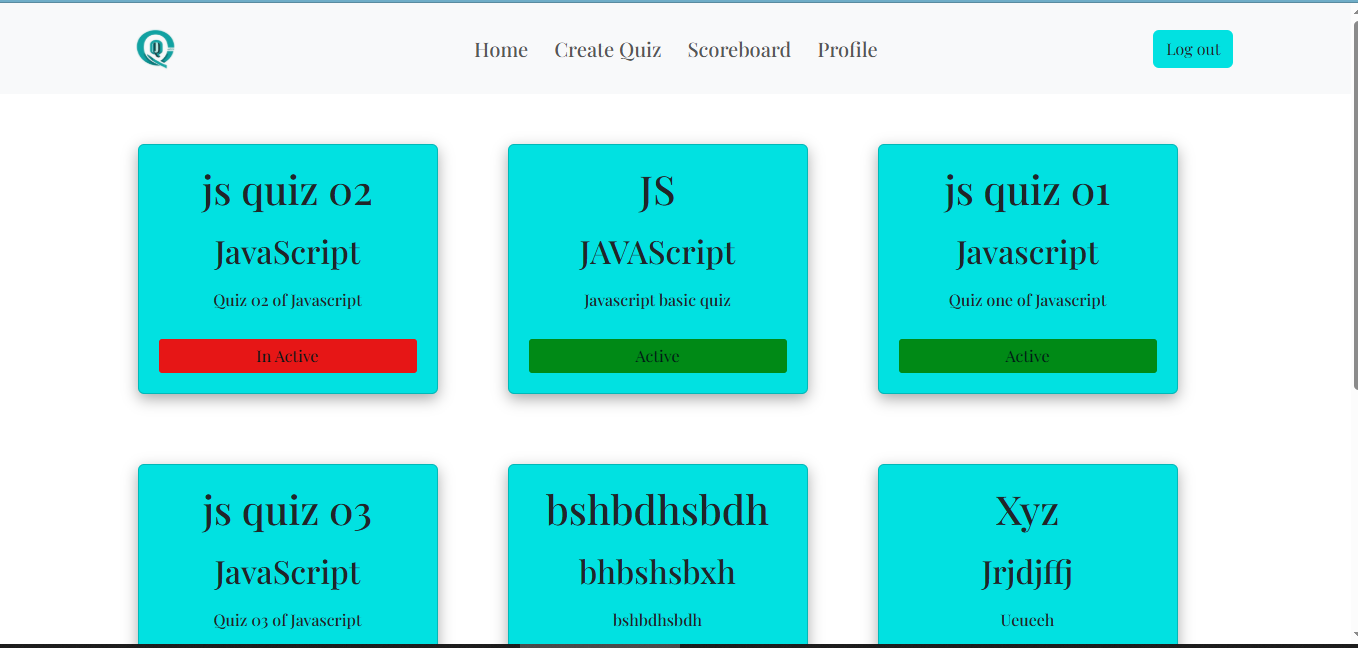 Q
Home Create Quiz Scoreboard Profile Log out
js quiz 02
JavaScript
Quiz 02 of Javascript
In Active
JS
JAVAScript
Javascript basic quiz
Active
js quiz 01
Javascript
Quiz one of Javascript
Active
js quiz 03
JavaScript
Quiz 03 of Javascript
bshbdhsbdh
bhbshsbxh
bshbdhsbdh
Xyz
Jrjdjffj
Ueueeh